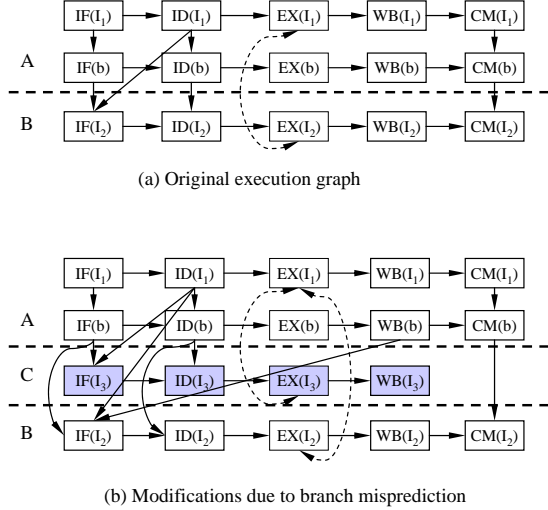 IF(I₁) ID(I₁) EX(I₁) WB(I₁) CM(I₁)
A
IF(b) ID(b) EX(b) WB(b) CM(b)
B
IF(I₂) ID(I₂) EX(I₂) WB(I₂) CM(I₂)
(a) Original execution graph
IF(I₁) ID(I₁) EX(I₁) WB(I₁) CM(I₁)
A
IF(b) ID(b) EX(b) WB(b) CM(b)
C
IF(I₃) ID(I₃) EX(I₃) WB(I₃)
B
IF(I₂) ID(I₂) EX(I₂) WB(I₂) CM(I₂)
(b) Modifications due to branch misprediction